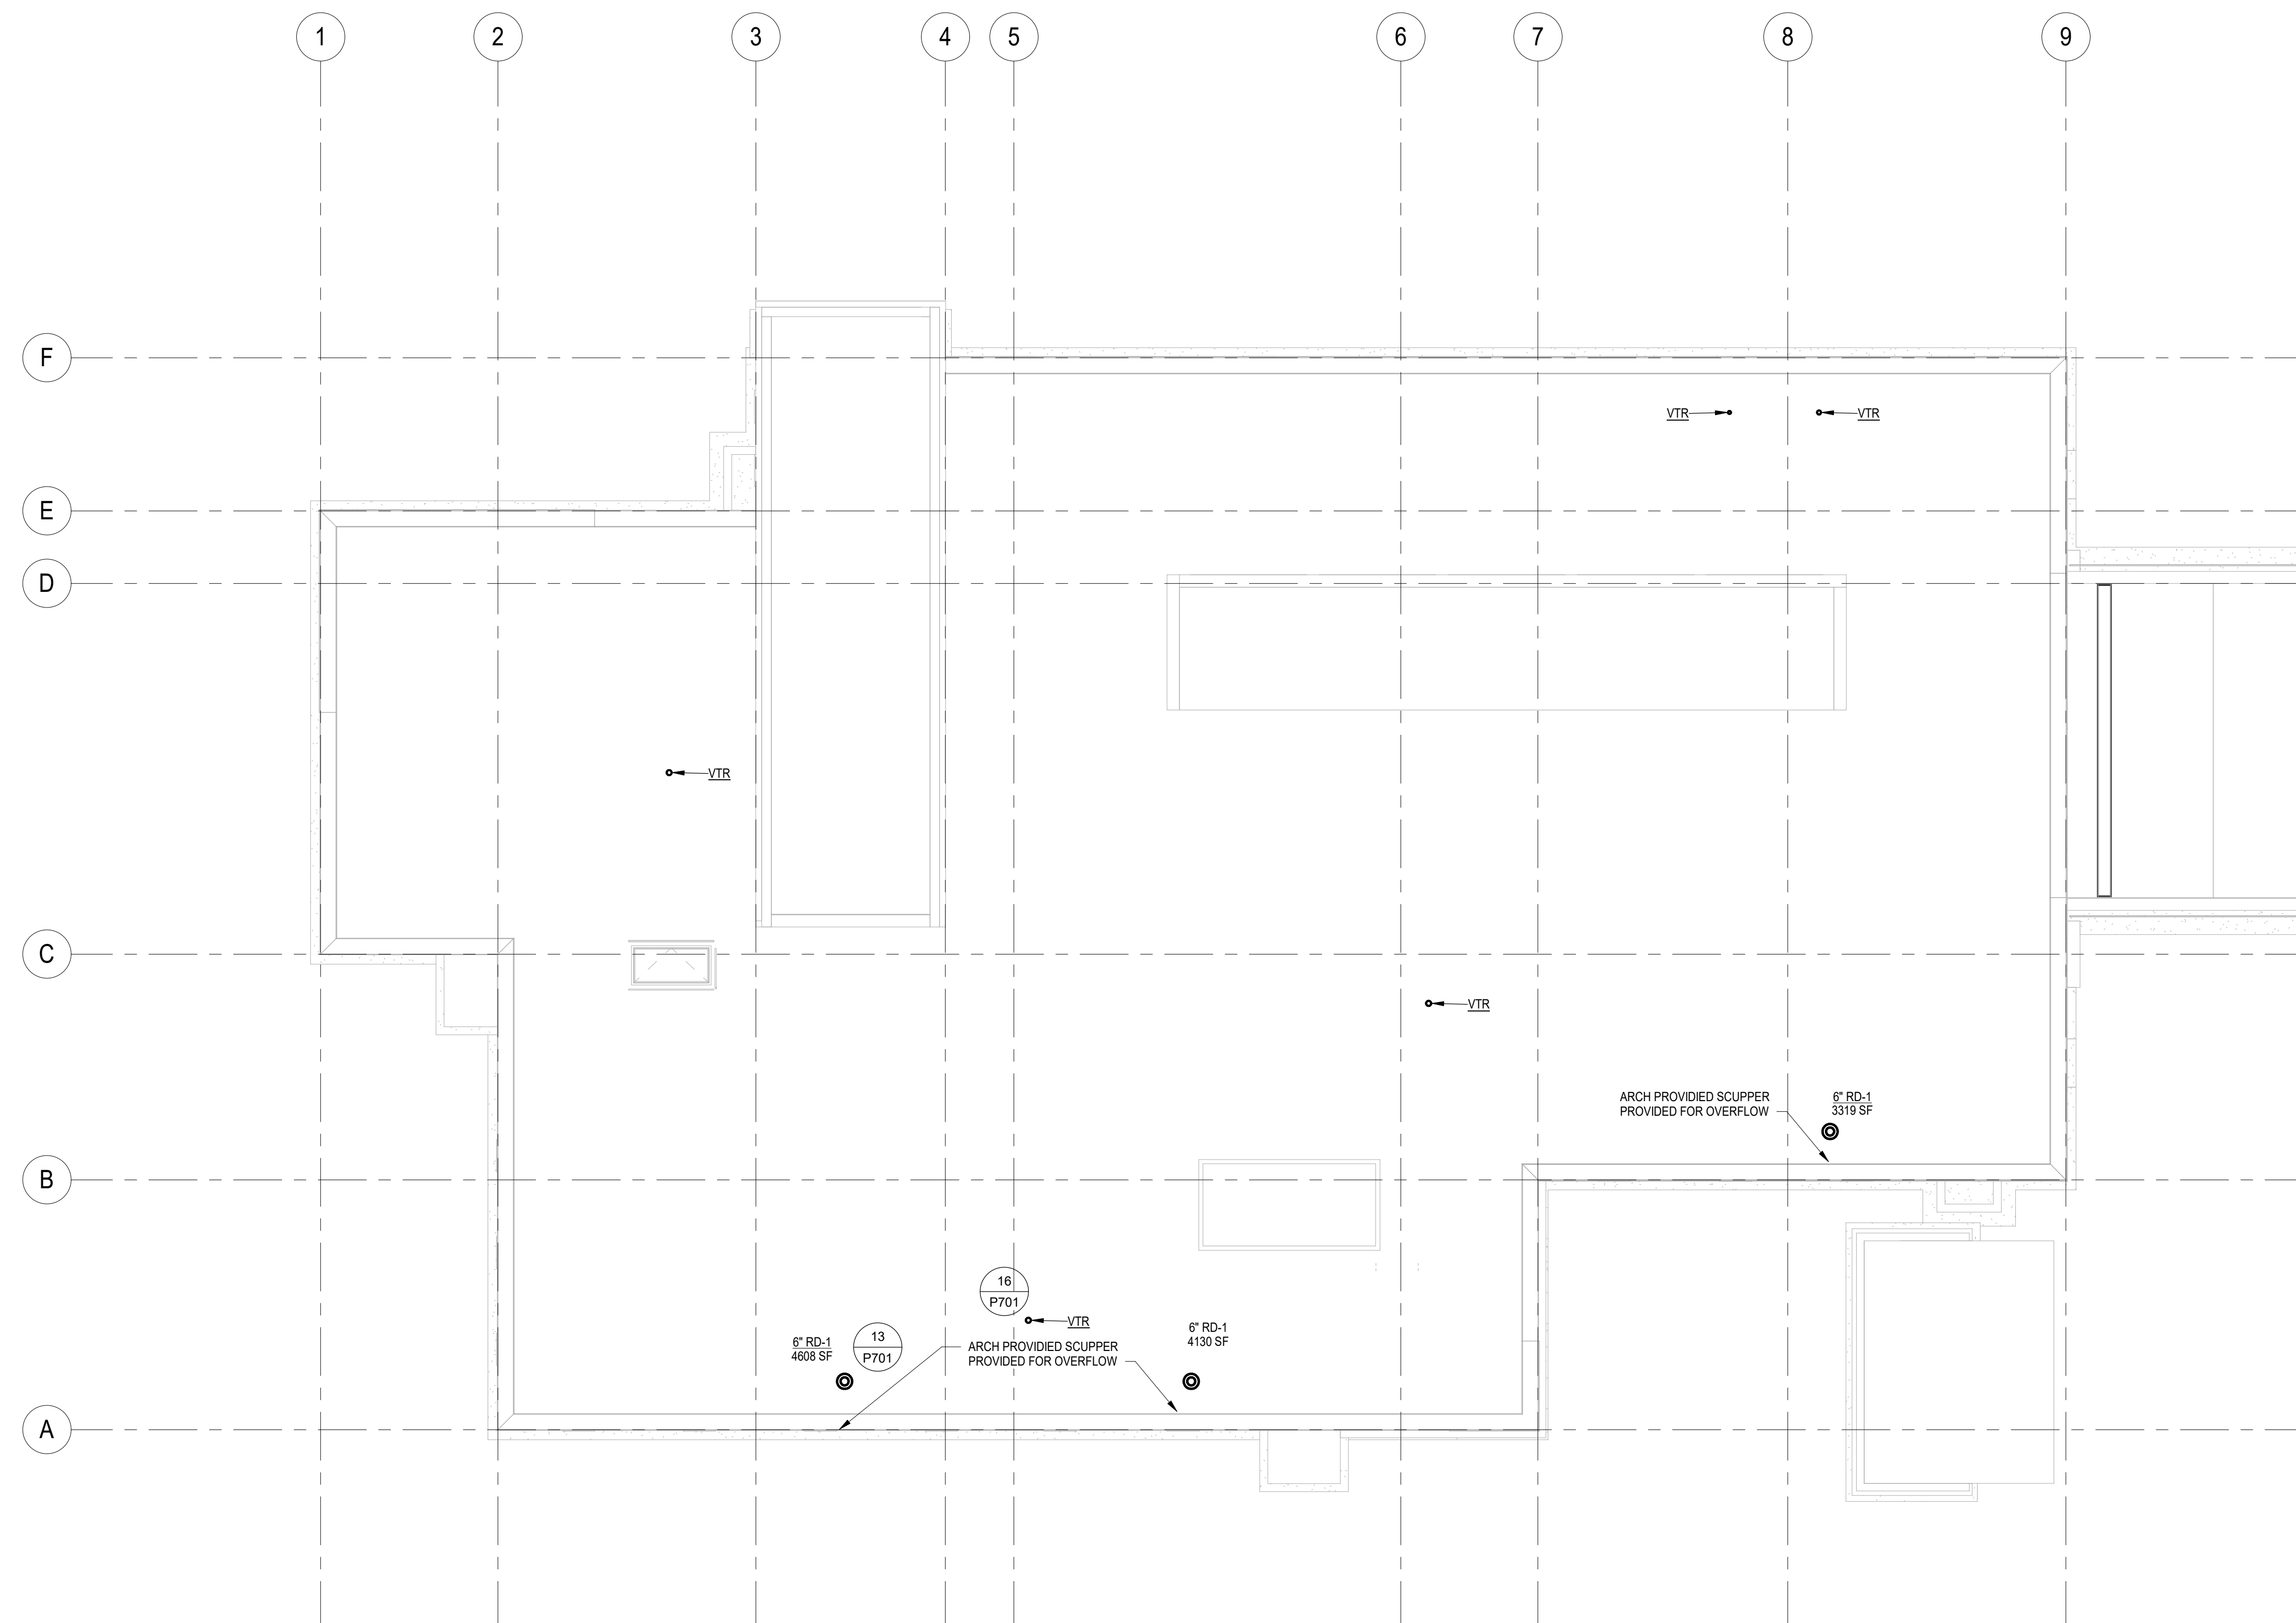 1
2
3
4
5
6
7
8
9
F
VTR
VTR
E
D
VTR
C
VTR
ARCH PROVIDIED SCUPPER
PROVIDED FOR OVERFLOW
6" RD-1
3319 SF
B
16
P701
VTR
6" RD-1
4608 SF
13
P701
ARCH PROVIDIED SCUPPER
PROVIDED FOR OVERFLOW
6" RD-1
4130 SF
A